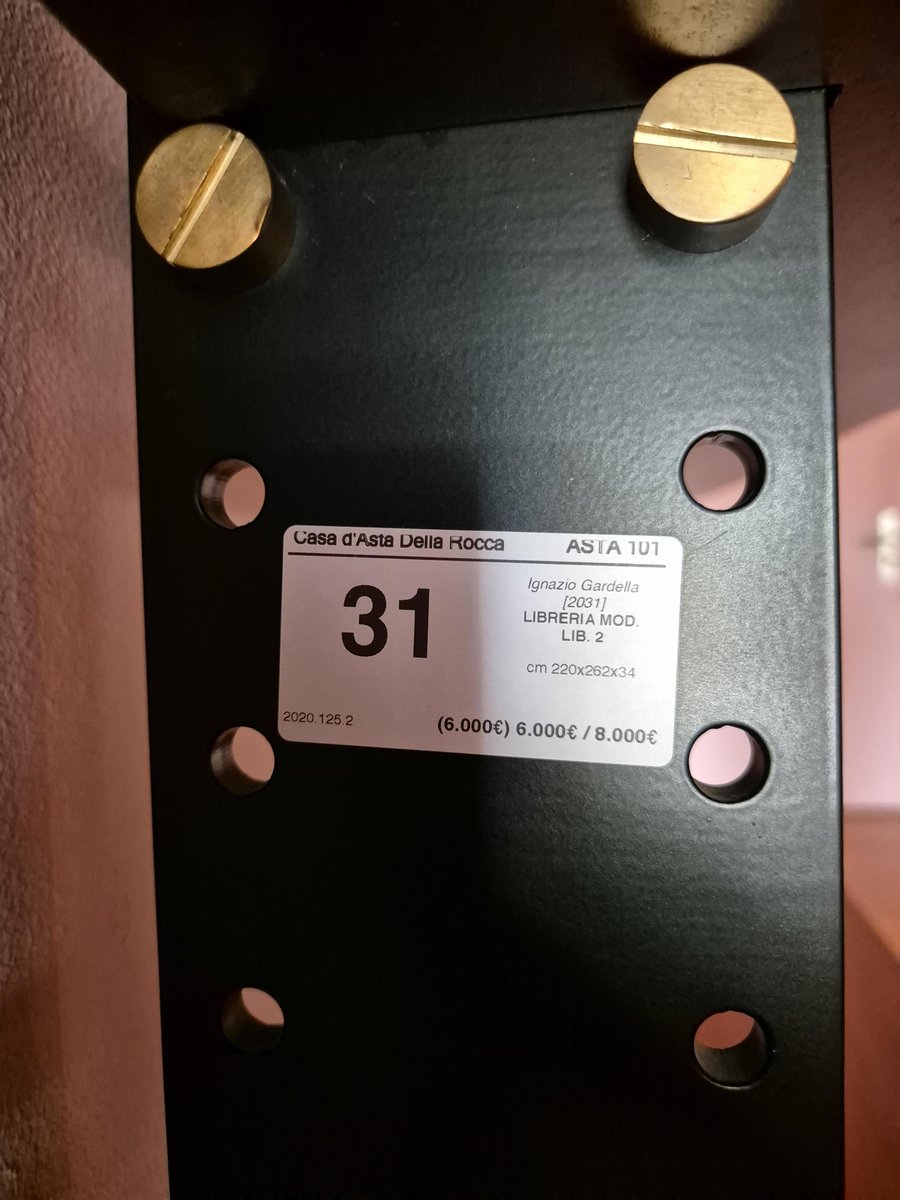 Casa d'Asta Della Rocca ASTA 101
31
Ignazio Gardella
[2031]
LIBRERIA MOD.
LIB. 2
cm 220x262x34
2020.125.2
(6.000€) 6.000€ / 8.000€